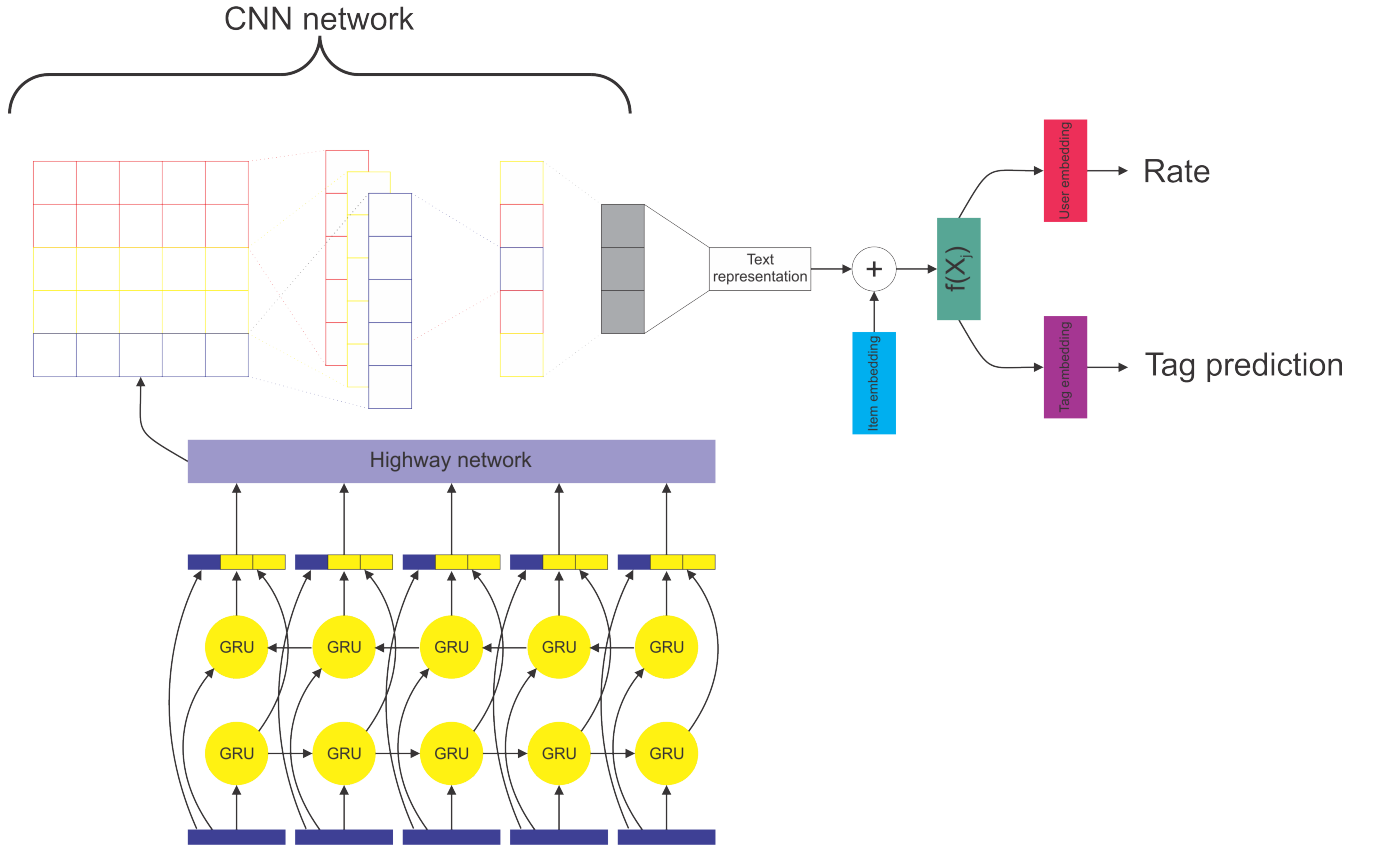 CNN network
User embedding
Rate
Text
representation
+
f(Xj)
Item embedding
Tag embedding
Tag prediction
Highway network
GRU GRU GRU GRU GRU
GRU GRU GRU GRU GRU